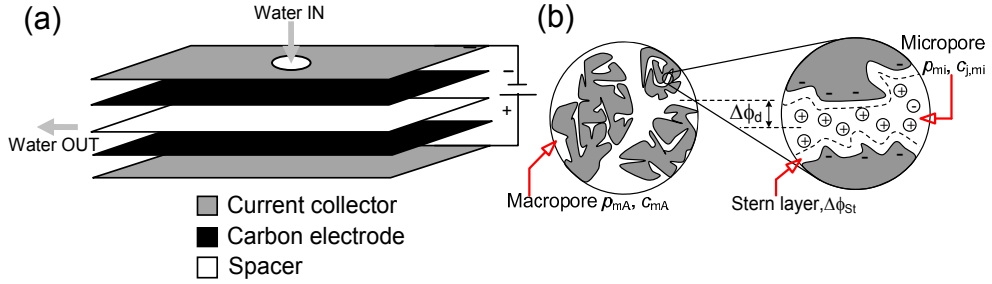 (a)
Water IN
−
−
+
Water OUT
Current collector
Carbon electrode
Spacer
(b)
Micropore
pmi, cj,mi
Δϕd
Macropore pmA, cmA
Stern layer,ΔϕSt